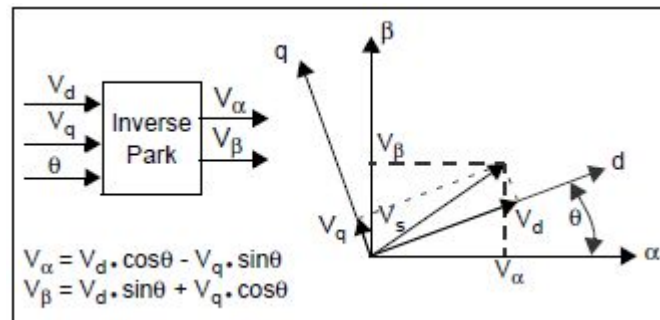 V_d
V_q
θ
Inverse
Park
V_α
V_β
V_α = V_d • cosθ - V_q • sinθ
V_β = V_d • sinθ + V_q • cosθ
q
β
d
V_β
V_q
V_s
V_d
θ
V_α
α